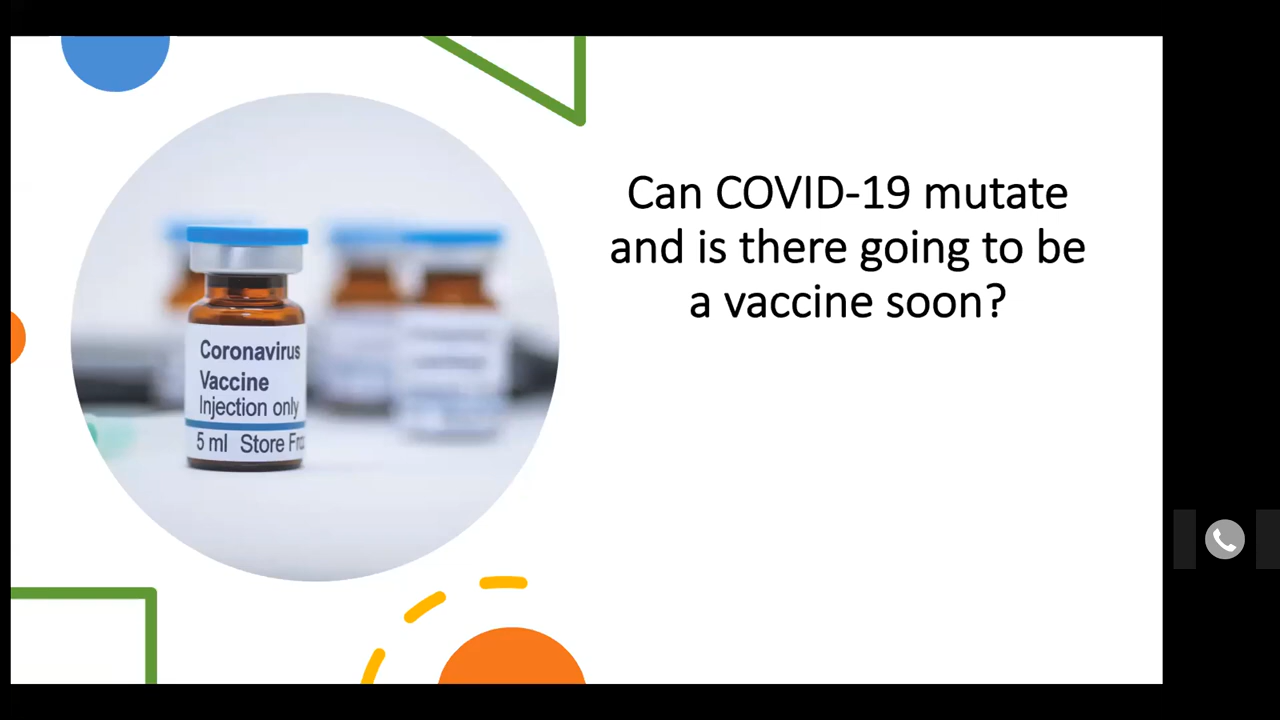 Can COVID-19 mutate
and is there going to be
a vaccine soon?
Coronavirus
Vaccine
Injection only
5 ml Store